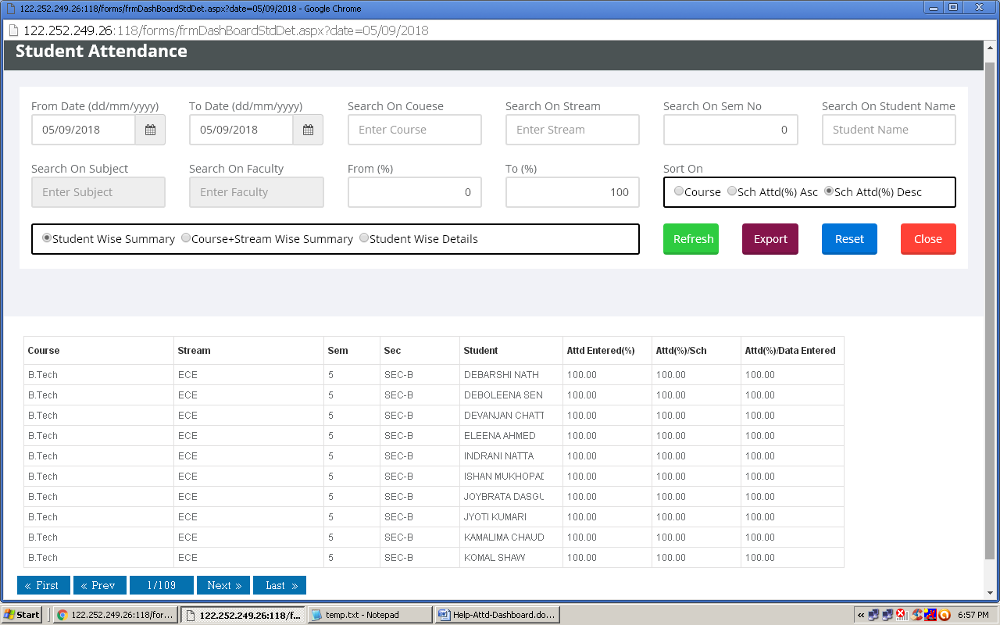 122.252.249.26:118/forms/frmDashBoardStdDet.aspx?date=05/09/2018 - Google Chrome
122.252.249.26:118/forms/frmDashBoardStdDet.aspx?date=05/09/2018
Student Attendance
From Date (dd/mm/yyyy) To Date (dd/mm/yyyy) Search On Couese Search On Stream Search On Sem No Search On Student Name
05/09/2018 05/09/2018 Enter Course Enter Stream 0 Student Name
Search On Subject Search On Faculty From (%) To (%) Sort On
Enter Subject Enter Faculty 0 100 Course Sch Attd(%) Asc Sch Attd(%) Desc
Student Wise Summary Course+Stream Wise Summary Student Wise Details Refresh Export Reset Close
Course Stream Sem Sec Student Attd Entered(%) Attd(%)/Sch Attd(%)/Data Entered
B.Tech ECE 5 SEC-B DEBARSHI NATH 100.00 100.00 100.00
B.Tech ECE 5 SEC-B DEBOLEENA SEN 100.00 100.00 100.00
B.Tech ECE 5 SEC-B DEVANJAN CHATT 100.00 100.00 100.00
B.Tech ECE 5 SEC-B ELEENA AHMED 100.00 100.00 100.00
B.Tech ECE 5 SEC-B INDRANI NATTA 100.00 100.00 100.00
B.Tech ECE 5 SEC-B ISHAN MUKHOPAD 100.00 100.00 100.00
B.Tech ECE 5 SEC-B JOYBRATA DASGU 100.00 100.00 100.00
B.Tech ECE 5 SEC-B JYOTI KUMARI 100.00 100.00 100.00
B.Tech ECE 5 SEC-B KAMALIMA CHAUD 100.00 100.00 100.00
B.Tech ECE 5 SEC-B KOMAL SHAW 100.00 100.00 100.00
« First « Prev 1/109 Next » Last »
Start 122.252.249.26:118/for... 122.252.249.26:118/f... temp.txt - Notepad Help-Attd-Dashboard.do... « 6:57 PM